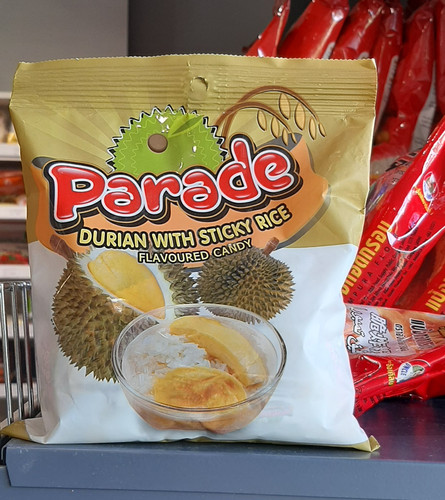 Parade
DURIAN WITH STICKY RICE
FLAVOURED CANDY